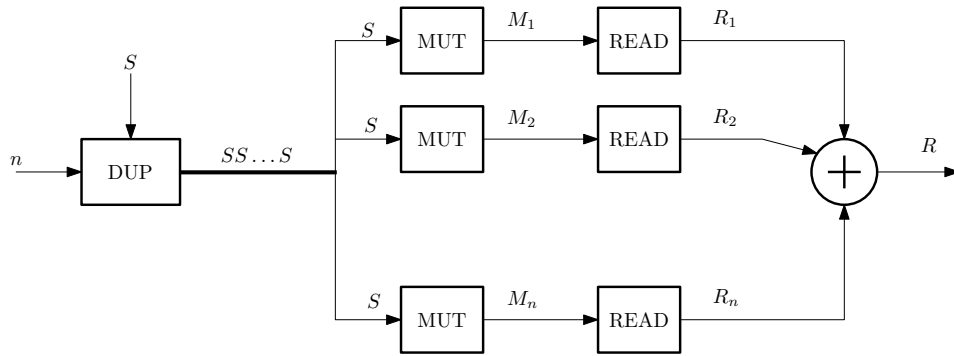 S M₁ R₁
MUT READ
S
S M₂ R₂
MUT READ
n SS...S R
DUP +
S Mₙ Rₙ
MUT READ